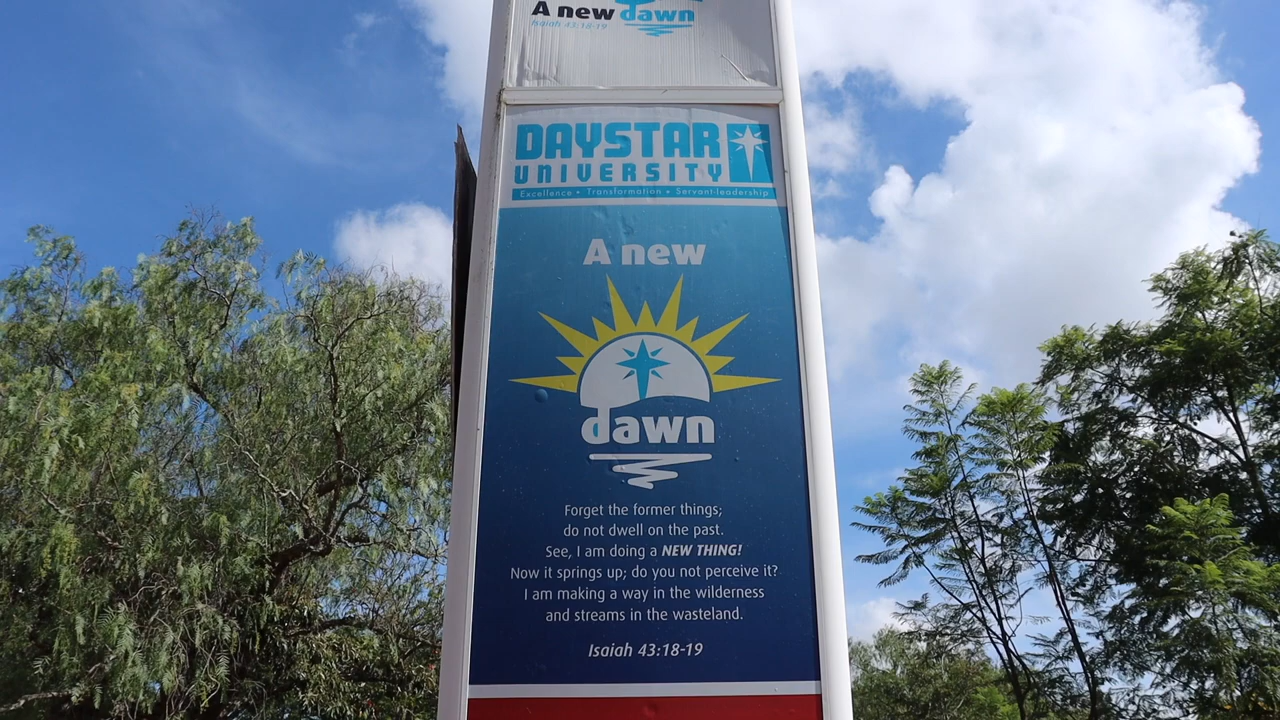 A new dawn
Isaiah 43:18-19
DAYSTAR
UNIVERSITY
Excellence • Transformation • Servant-leadership
A new
dawn
Forget the former things;
do not dwell on the past.
See, I am doing a NEW THING!
Now it springs up; do you not perceive it?
I am making a way in the wilderness
and streams in the wasteland.
Isaiah 43:18-19